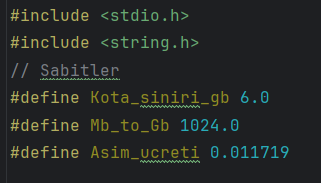 #include <stdio.h>
#include <string.h>
// Sabitler
#define Kota_siniri_gb 6.0
#define Mb_to_Gb 1024.0
#define Asim_ucreti 0.011719